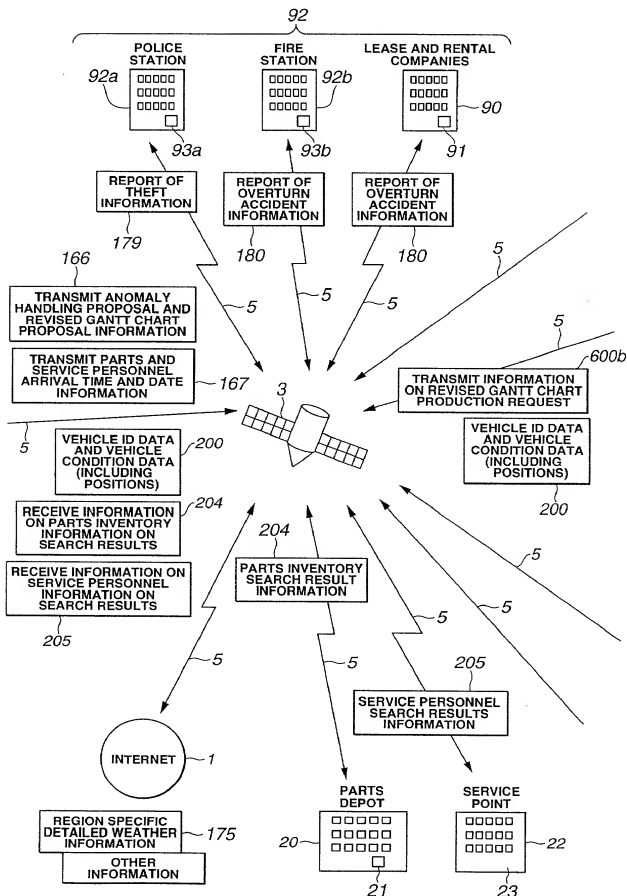 92
POLICE
STATION
FIRE
STATION
LEASE AND RENTAL
COMPANIES
92a
92b
90
93a
93b
91
REPORT OF
THEFT
INFORMATION
REPORT OF
OVERTURN
ACCIDENT
INFORMATION
REPORT OF
OVERTURN
ACCIDENT
INFORMATION
179
180
180
166
5
5
5
5
5
TRANSMIT ANOMALY
HANDLING PROPOSAL AND
REVISED GANTT CHART
PROPOSAL INFORMATION
TRANSMIT PARTS AND
SERVICE PERSONNEL
ARRIVAL TIME AND DATE
INFORMATION
167
600b
TRANSMIT INFORMATION
ON REVISED GANTT CHART
PRODUCTION REQUEST
3
5
VEHICLE ID DATA
AND VEHICLE
CONDITION DATA
(INCLUDING
POSITIONS)
200
VEHICLE ID DATA
AND VEHICLE
CONDITION DATA
(INCLUDING
POSITIONS)
200
RECEIVE INFORMATION
ON PARTS INVENTORY
INFORMATION ON
SEARCH RESULTS
204
RECEIVE INFORMATION ON
SERVICE PERSONNEL
INFORMATION ON
SEARCH RESULTS
205
204
PARTS INVENTORY
SEARCH RESULT
INFORMATION
5
5
5
5
5
205
SERVICE PERSONNEL
SEARCH RESULTS
INFORMATION
INTERNET
1
REGION SPECIFIC
DETAILED WEATHER
INFORMATION
175
OTHER
INFORMATION
PARTS
DEPOT
20
21
SERVICE
POINT
22
23